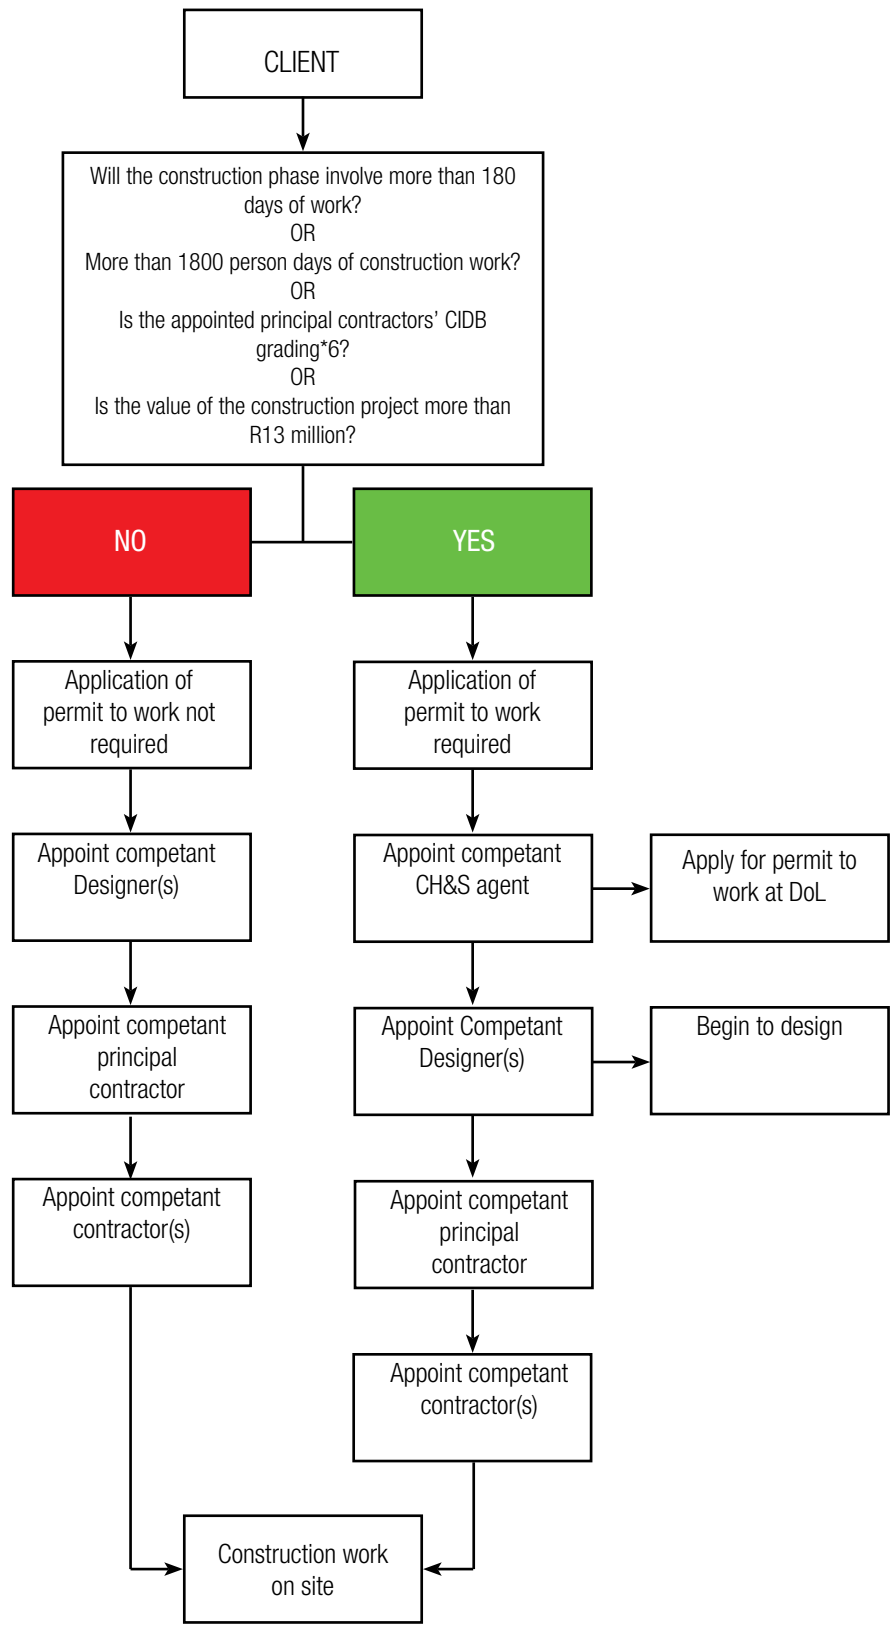 CLIENT
Will the construction phase involve more than 180
days of work?
OR
More than 1800 person days of construction work?
OR
Is the appointed principal contractors’ CIDB
grading*6?
OR
Is the value of the construction project more than
R13 million?
NO
YES
Application of
permit to work not
required
Application of
permit to work
required
Appoint competant
Designer(s)
Appoint competant
CH&S agent
Apply for permit to
work at DoL
Appoint competant
principal
contractor
Appoint Competant
Designer(s)
Begin to design
Appoint competant
contractor(s)
Appoint competant
principal
contractor
Appoint competant
contractor(s)
Construction work
on site